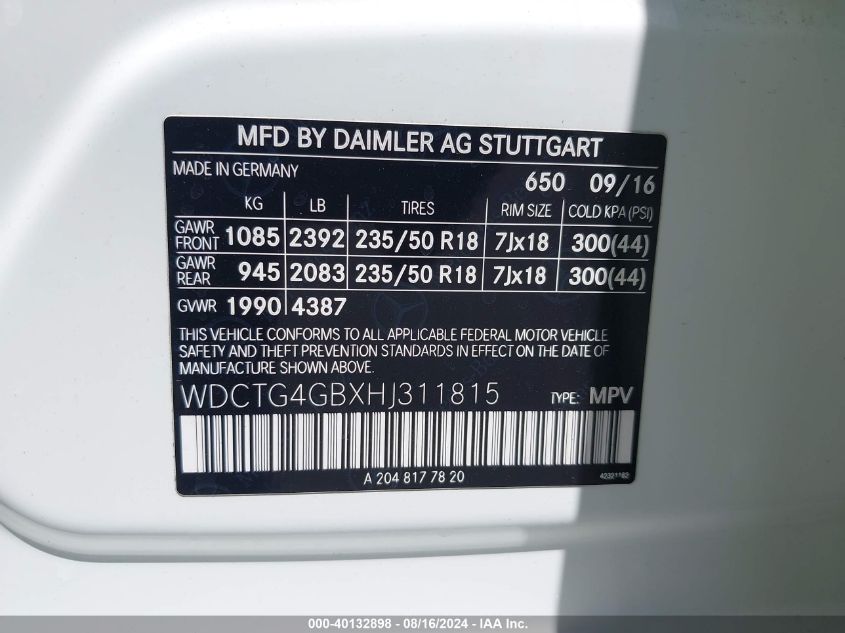 MFD BY DAIMLER AG STUTTGART
MADE IN GERMANY 650 09/16
KG LB TIRES RIM SIZE COLD KPA(PSI)
GAWR FRONT 1085 2392 235/50 R18 7Jx18 300(44)
GAWR REAR 945 2083 235/50 R18 7Jx18 300(44)
GVWR 1990 4387
THIS VEHICLE CONFORMS TO ALL APPLICABLE FEDERAL MOTOR VEHICLE
SAFETY AND THEFT PREVENTION STANDARDS IN EFFECT ON THE DATE OF
MANUFACTURE SHOWN ABOVE.
WDCTG4GBXHJ311815 TYPE: MPV
A 204 817 78 20 42321162
000-40132898 - 08/16/2024 - IAA Inc.